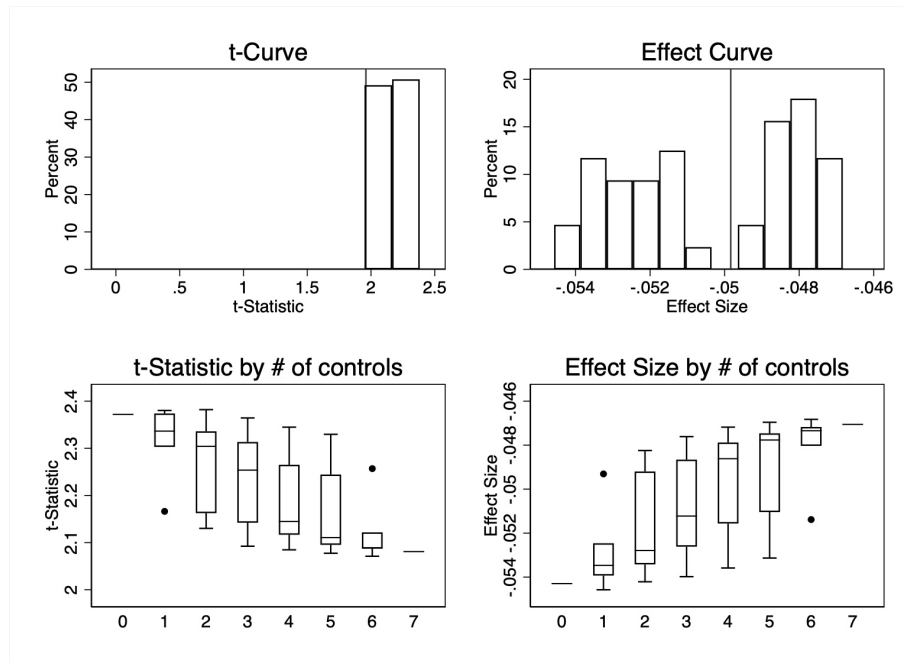 t-Curve
Percent
50
40
30
20
10
0
0 .5 1 1.5 2 2.5
t-Statistic
Effect Curve
Percent
20
15
10
5
0
-.054 -.052 -.05 -.048 -.046
Effect Size
t-Statistic by # of controls
t-Statistic
2.4
2.3
2.2
2.1
2
0 1 2 3 4 5 6 7
Effect Size by # of controls
Effect Size
-.046
-.048
-.05
-.052
-.054
0 1 2 3 4 5 6 7